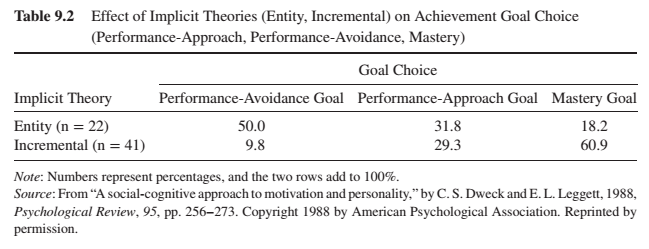 Table 9.2 Effect of Implicit Theories (Entity, Incremental) on Achievement Goal Choice
(Performance-Approach, Performance-Avoidance, Mastery)
Goal Choice
Implicit Theory Performance-Avoidance Goal Performance-Approach Goal Mastery Goal
Entity (n = 22) 50.0 31.8 18.2
Incremental (n = 41) 9.8 29.3 60.9
Note: Numbers represent percentages, and the two rows add to 100%.
Source: From “A social-cognitive approach to motivation and personality,” by C. S. Dweck and E. L. Leggett, 1988,
Psychological Review, 95, pp. 256–273. Copyright 1988 by American Psychological Association. Reprinted by
permission.